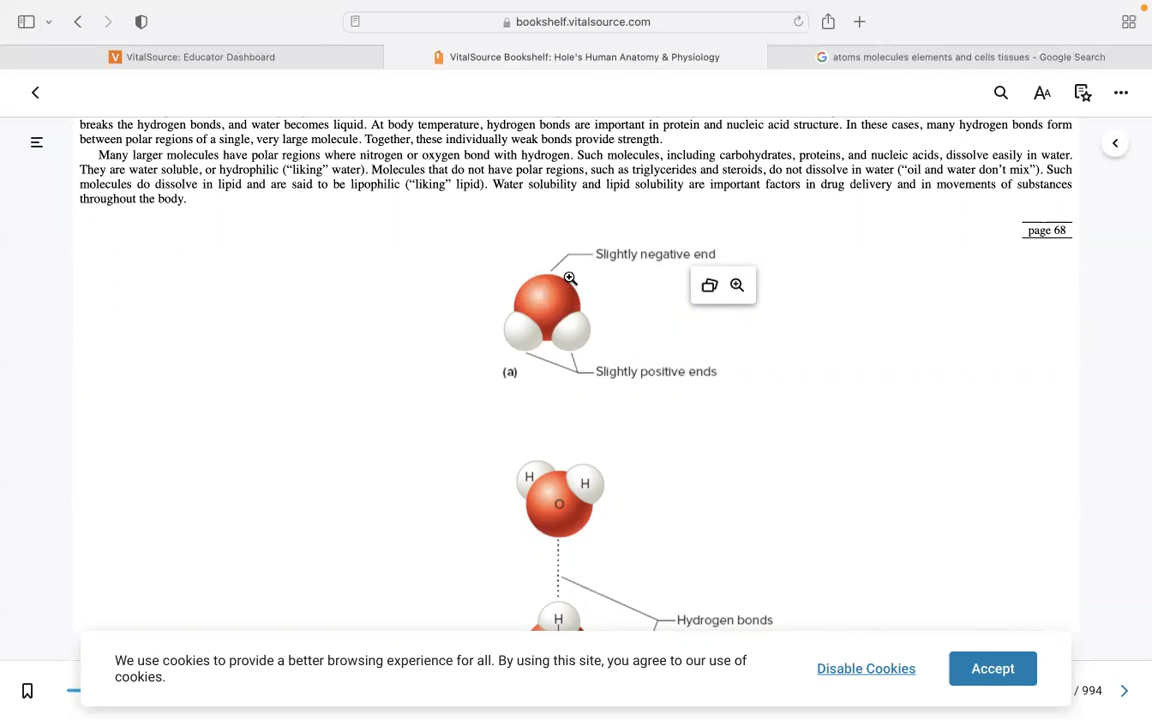 bookshelf.vitalsource.com
VitalSource: Educator Dashboard
VitalSource Bookshelf: Hole's Human Anatomy & Physiology
atoms molecules elements and cells tissues - Google Search
AA
breaks the hydrogen bonds, and water becomes liquid. At body temperature, hydrogen bonds are important in protein and nucleic acid structure. In these cases, many hydrogen bonds form
between polar regions of a single, very large molecule. Together, these individually weak bonds provide strength.
Many larger molecules have polar regions where nitrogen or oxygen bond with hydrogen. Such molecules, including carbohydrates, proteins, and nucleic acids, dissolve easily in water.
They are water soluble, or hydrophilic (“liking” water). Molecules that do not have polar regions, such as triglycerides and steroids, do not dissolve in water (“oil and water don’t mix”). Such
molecules do dissolve in lipid and are said to be lipophilic (“liking” lipid). Water solubility and lipid solubility are important factors in drug delivery and in movements of substances
throughout the body.
page 68
Slightly negative end
(a)
Slightly positive ends
H
H
O
H
Hydrogen bonds
We use cookies to provide a better browsing experience for all. By using this site, you agree to our use of
cookies.
Disable Cookies
Accept
/ 994